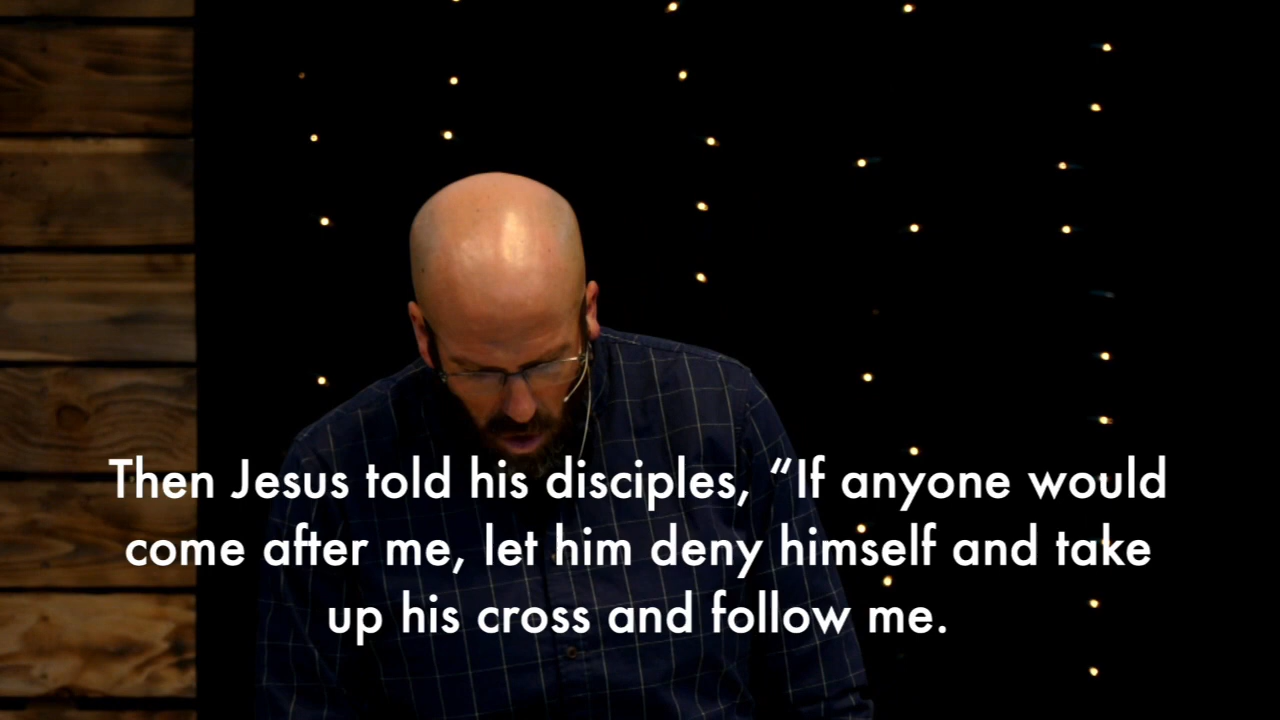 Then Jesus told his disciples, “If anyone would
come after me, let him deny himself and take
up his cross and follow me.